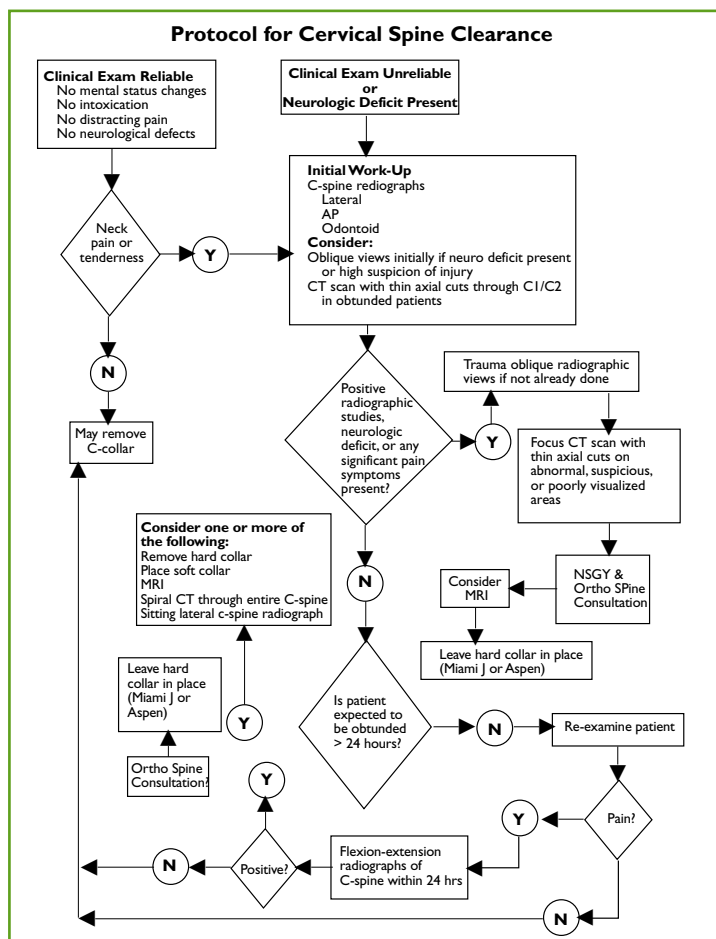 Protocol for Cervical Spine Clearance
Clinical Exam Reliable
No mental status changes
No intoxication
No distracting pain
No neurological defects
Clinical Exam Unreliable
or
Neurologic Deficit Present
Initial Work-Up
C-spine rediographs
Lateral
AP
Odontoid
Consider:
Oblique views initially if neuro deficit present
or high suspicion of injury
CT scan with thin axial cuts through C1/C2
in obtunded patients
Neck
pain or
tenderness
Y
N
May remove
C-collar
Positive
radiographic
studies,
neurologic
deficit, or any
significant pain
symptoms
present?
Y
Trauma oblique radiographic
views if not already done
Focus CT scan with
thin axial cuts on
abnormal, suspicious,
or poorly visualized
areas
NSGY &
Ortho SPine
Consultation
Consider
MRI
Leave hard collar in place
(Miami J or Aspen)
N
Consider one or more of
the following:
Remove hard collar
Place soft collar
MRI
Spiral CT through entire C-spine
Sitting lateral c-spine radiograph
Y
Leave hard
collar in place
(Miami J or
Aspen)
Ortho Spine
Consultation?
Is patient
expected to
be obtunded
> 24 hours?
N
Re-examine patient
Pain?
Y
Flexion-extension
radiographs of
C-spine within 24 hrs
Positive?
Y
N
N